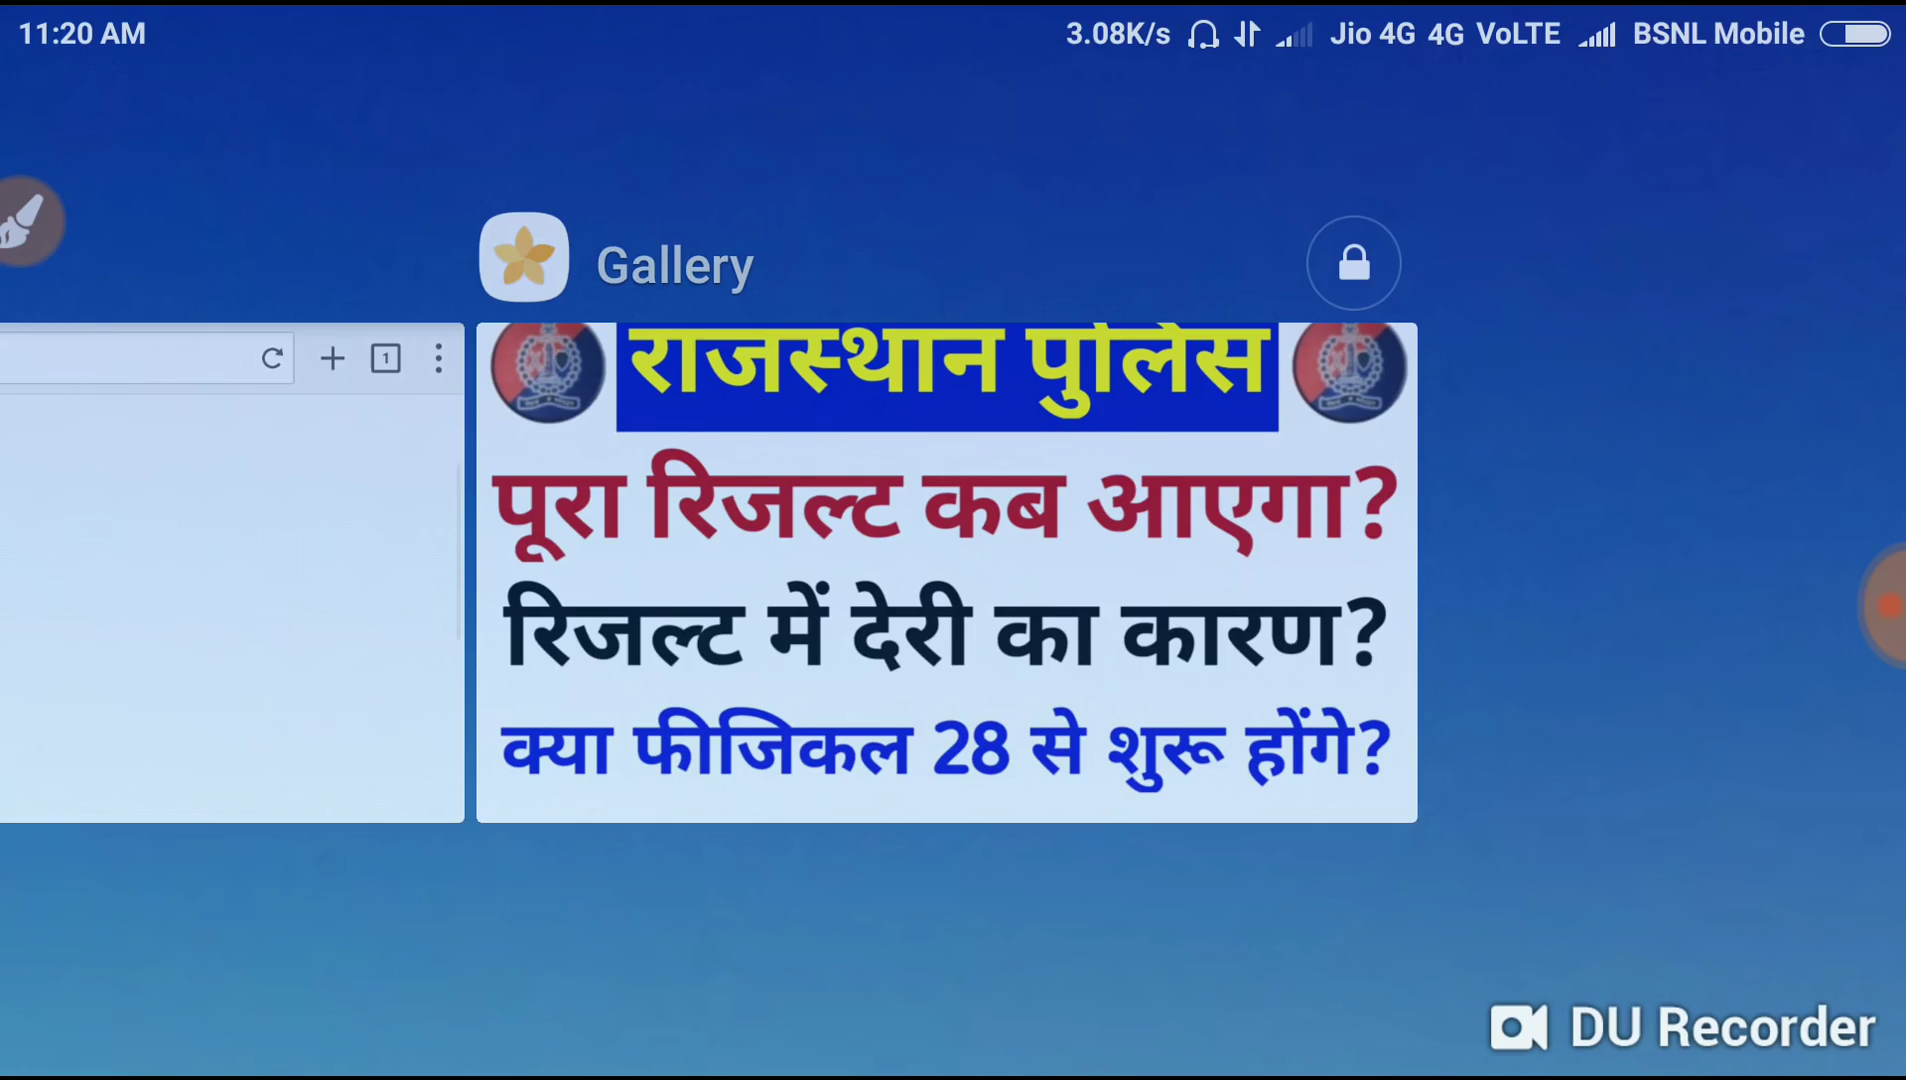 11:20 AM
3.08K/s Jio 4G 4G VoLTE BSNL Mobile
Gallery
1
राजस्थान पुलिस
पूरा रिजल्ट कब आएगा?
रिजल्ट में देरी का कारण?
क्या फीजिकल 28 से शुरू होंगे?
DU Recorder